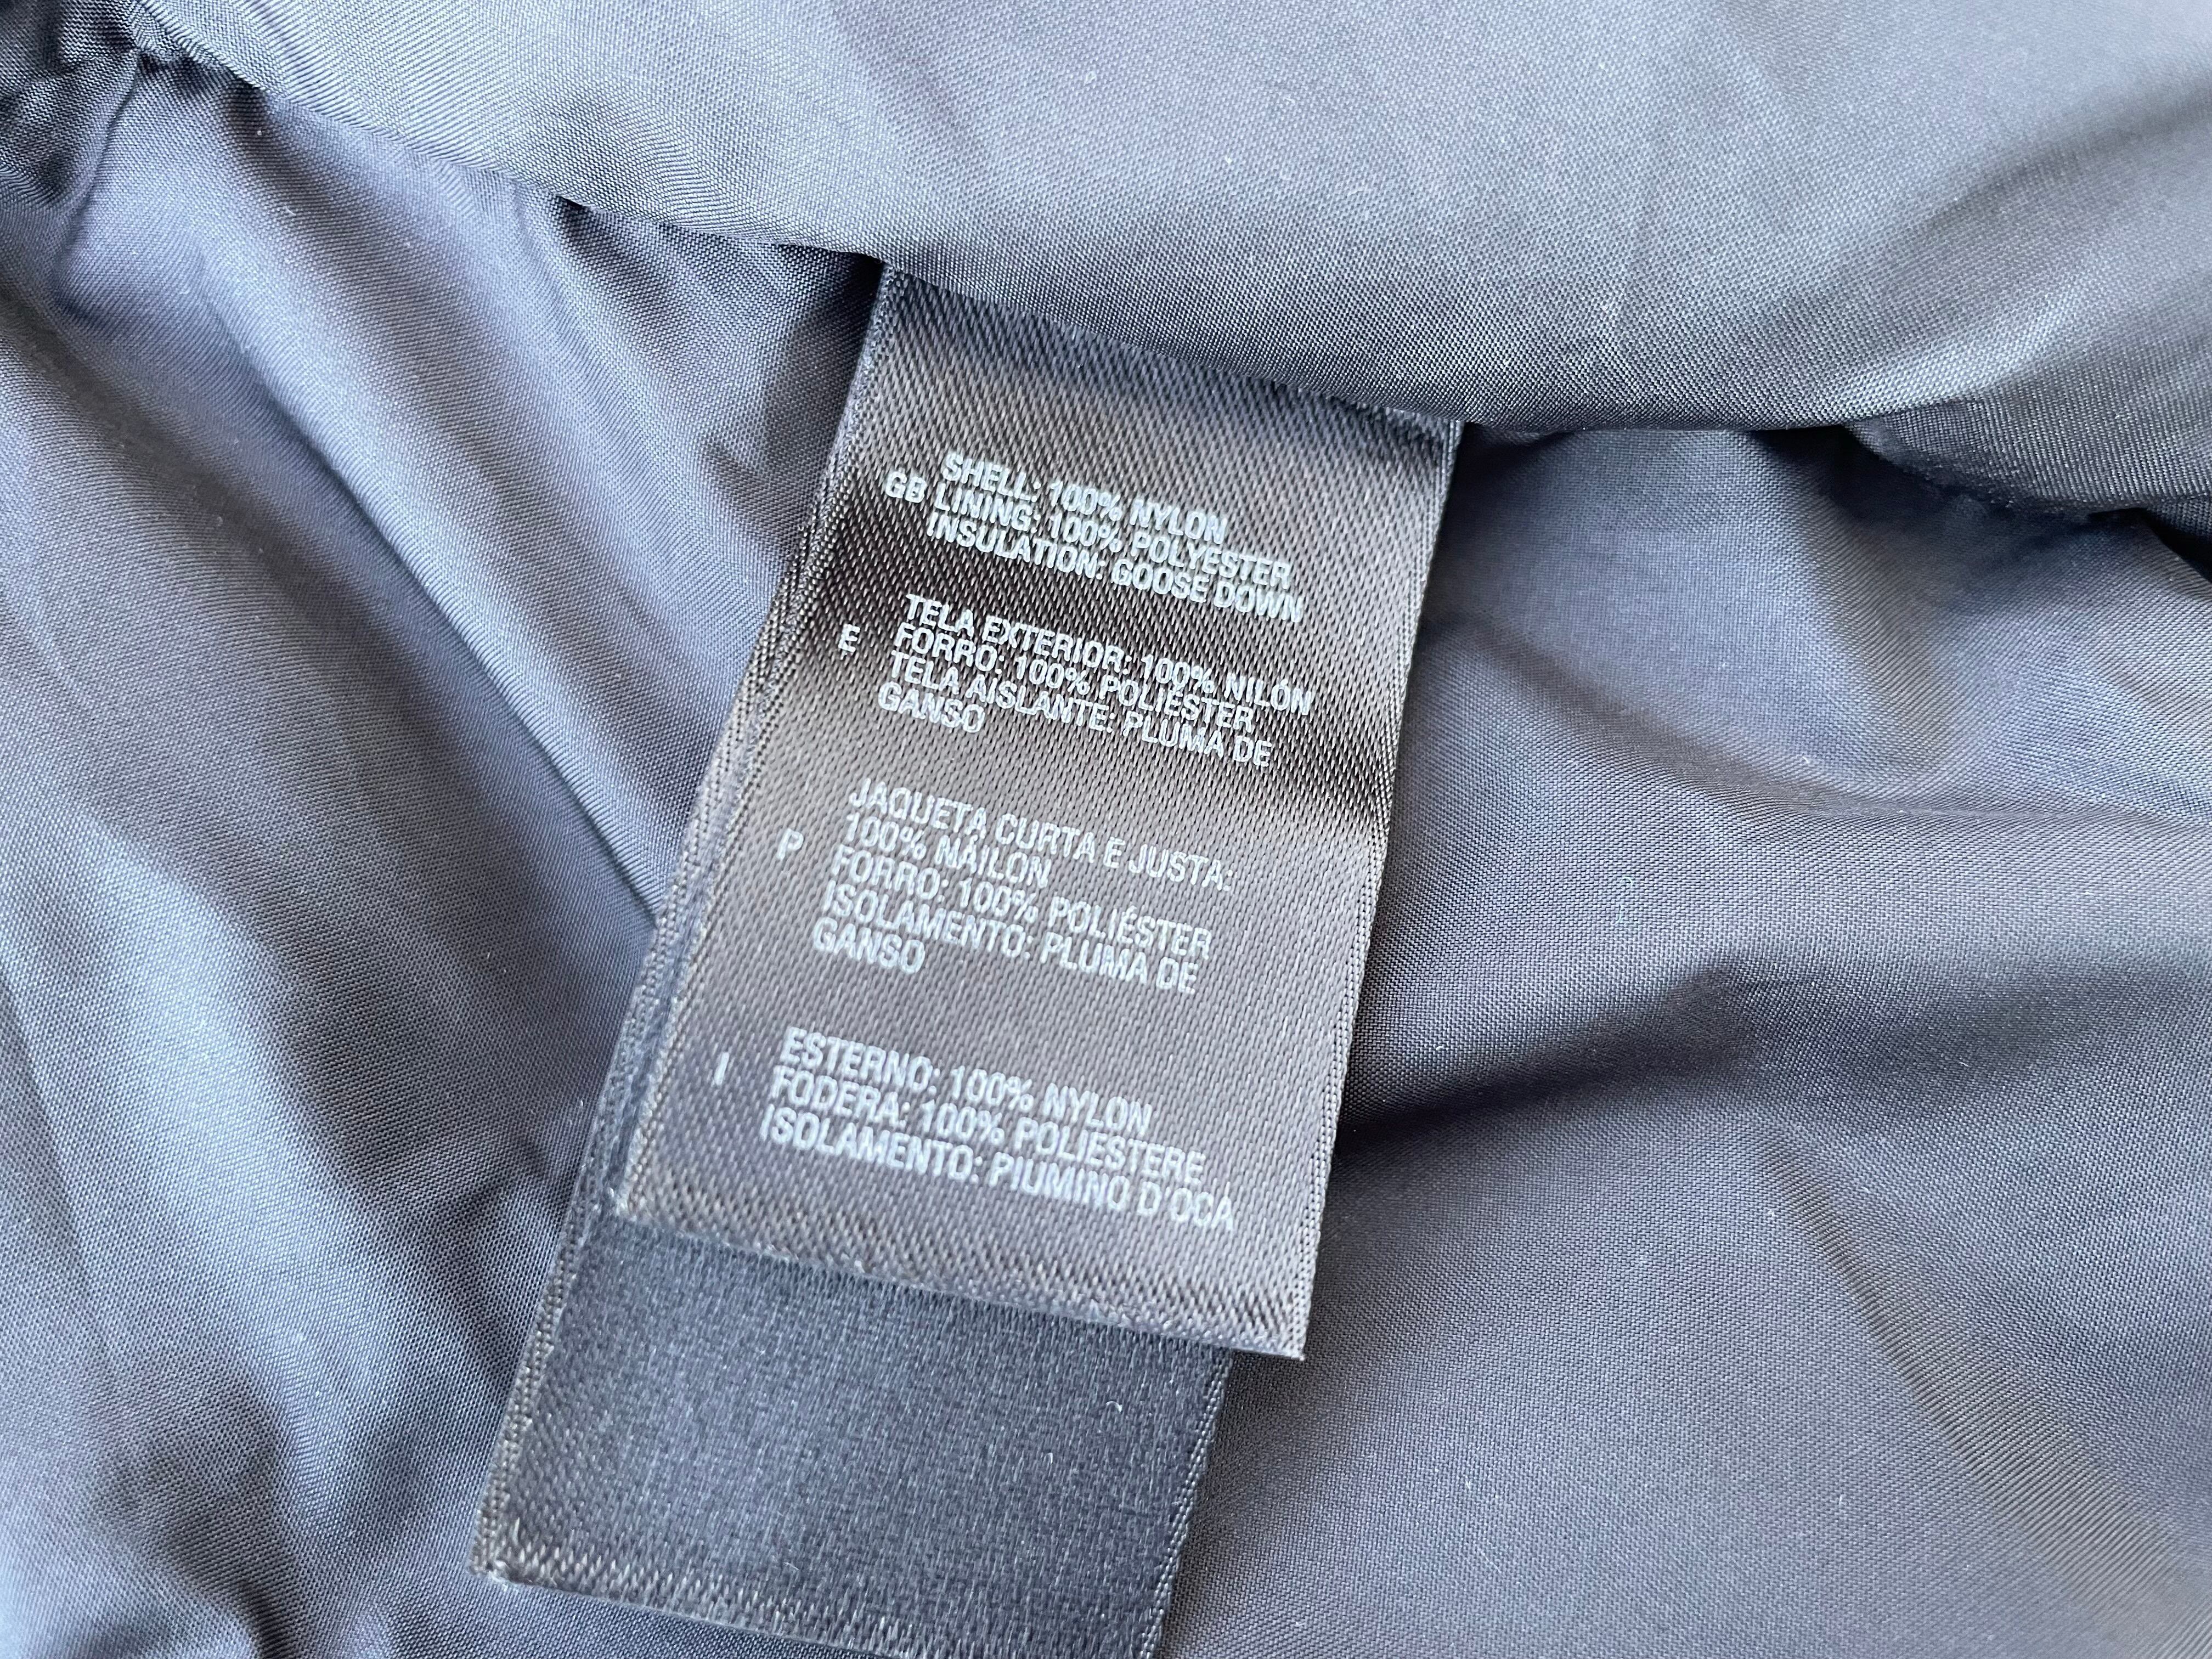 SHELL: 100% NYLON
GB LINING: 100% POLYESTER
INSULATION: GOOSE DOWN
TELA EXTERIOR: 100% NILÓN
E FORRO: 100% POLIÉSTER
TELA AISLANTE: PLUMA DE
GANSO
JAQUETA CURTA E JUSTA:
P 100% NÁILON
FORRO: 100% POLIÉSTER
ISOLAMENTO: PLUMA DE
GANSO
ESTERNO: 100% NYLON
I FODERA: 100% POLIESTERE
ISOLAMENTO: PIUMINO D'OCA